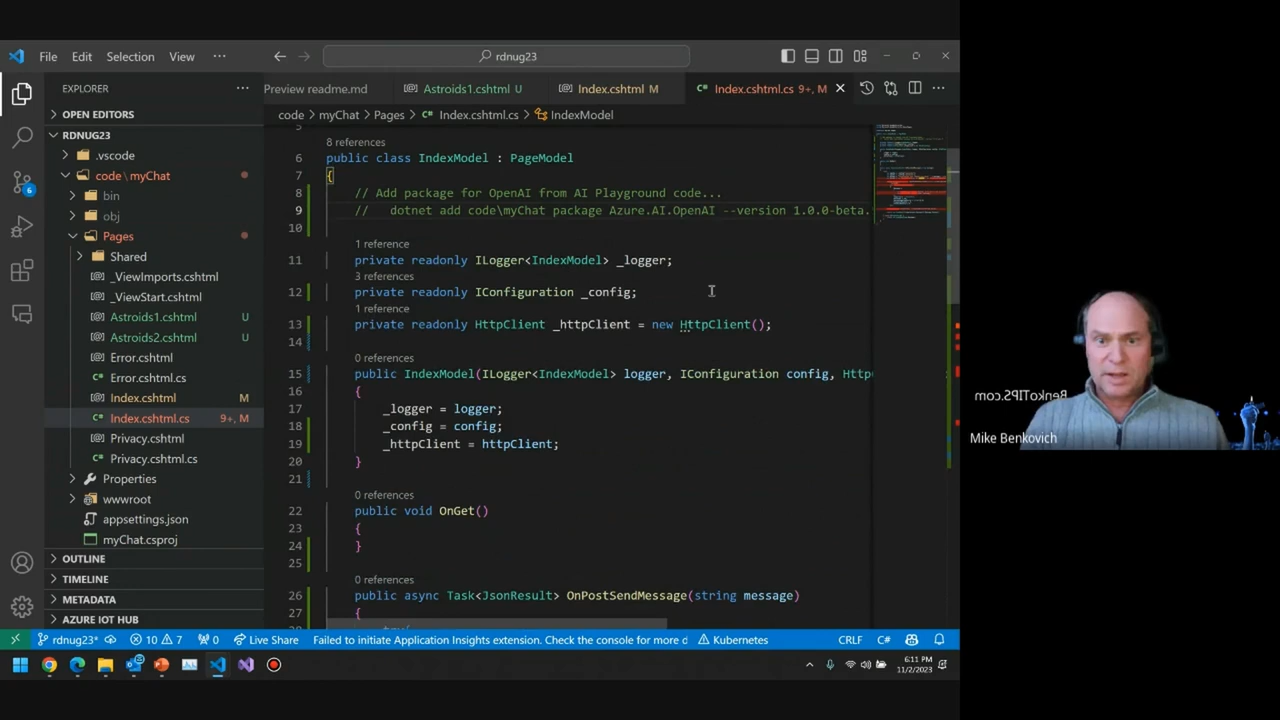 File Edit Selection View ··· rdnug23
EXPLORER ···
Preview readme.md Astroids1.cshtml U Index.cshtml M Index.cshtml.cs 9+, M
OPEN EDITORS
code > myChat > Pages > Index.cshtml.cs > IndexModel
RDNUG23
.vscode
code\myChat
bin
obj
Pages
Shared
_ViewImports.cshtml
_ViewStart.cshtml
Astroids1.cshtml U
Astroids2.cshtml U
Error.cshtml
Error.cshtml.cs
Index.cshtml M
Index.cshtml.cs 9+, M
Privacy.cshtml
Privacy.cshtml.cs
Properties
wwwroot
appsettings.json
myChat.csproj
OUTLINE
TIMELINE
METADATA
AZURE IOT HUB
6
5
8 references
6 public class IndexModel : PageModel
7 {
8 // Add package for OpenAI from AI Playground code...
9 // dotnet add code\myChat package Azure.AI.OpenAI --version 1.0.0-beta.
10
1 reference
11 private readonly ILogger<IndexModel> _logger;
3 references
12 private readonly IConfiguration _config;
1 reference
13 private readonly HttpClient _httpClient = new HttpClient();
14
0 references
15 public IndexModel(ILogger<IndexModel> logger, IConfiguration config, Http
16 {
17 _logger = logger;
18 _config = config;
19 _httpClient = httpClient;
20 }
21
0 references
22 public void OnGet()
23 {
24 }
25
0 references
26 public async Task<JsonResult> OnPostSendMessage(string message)
27 {
rdnug23* 10 7 0 Live Share Failed to initiate Application Insights extension. Check the console for more d Kubernetes CRLF C#
6:11 PM
11/2/2023
BenkoTIPS.com
Mike Benkovich